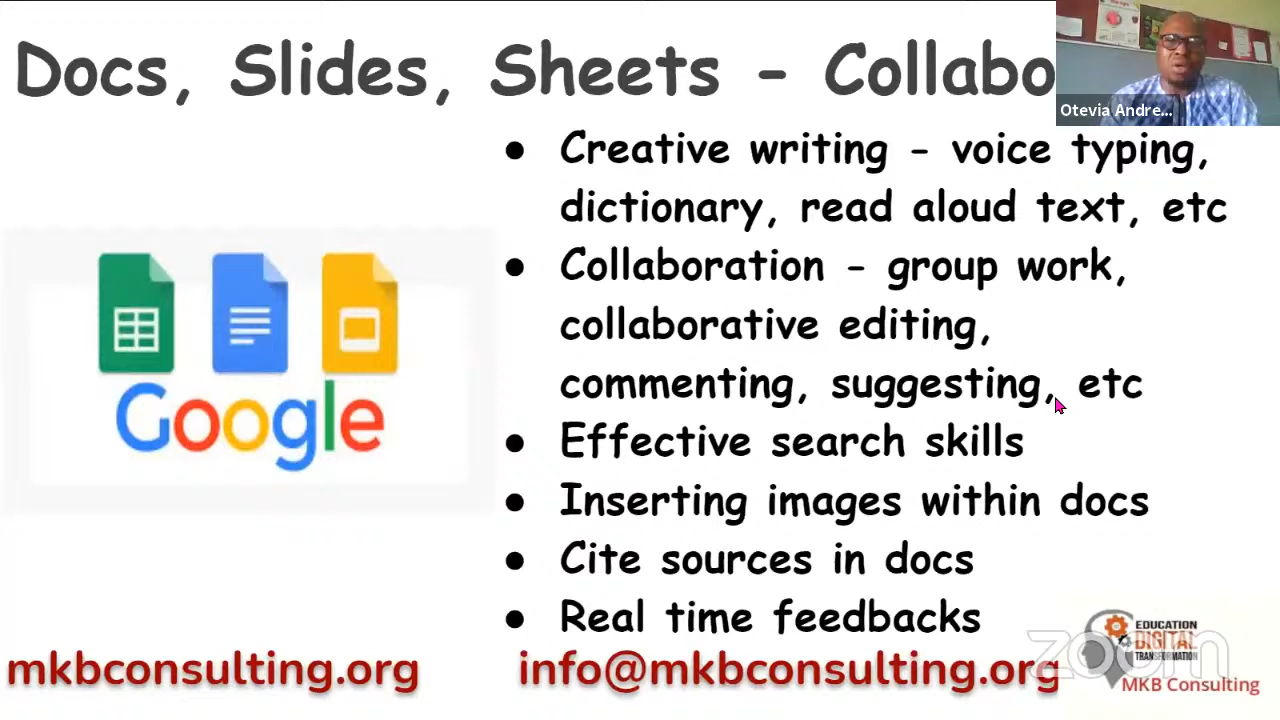 Docs, Slides, Sheets - Collabo
Otevia Andre...
● Creative writing - voice typing,
dictionary, read aloud text, etc
● Collaboration - group work,
collaborative editing,
commenting, suggesting, etc
● Effective search skills
● Inserting images within docs
● Cite sources in docs
● Real time feedbacks
Google
mkbconsulting.org
info@mkbconsulting.org
EDUCATION
DIGITAL
TRANSFORMATION
zoom
MKB Consulting